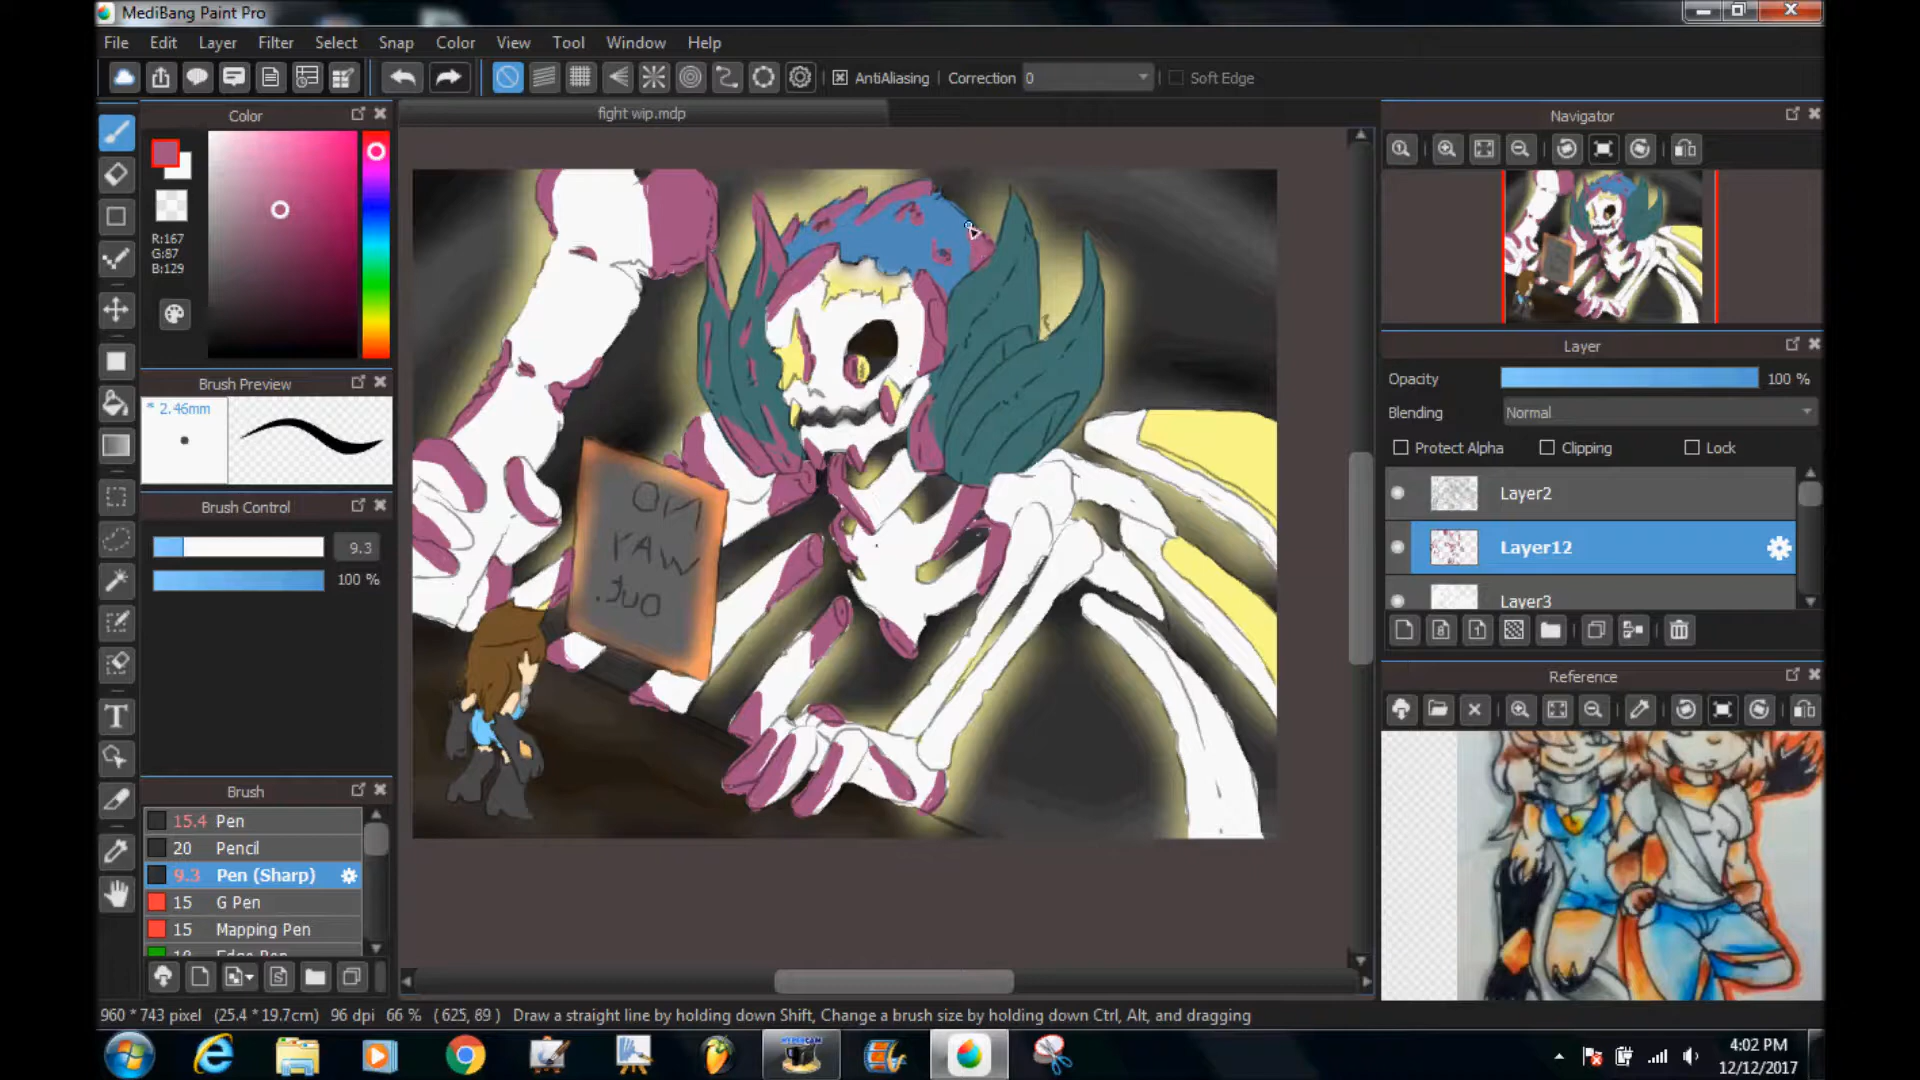 MediBang Paint Pro
File Edit Layer Filter Select Snap Color View Tool Window Help
AntiAliasing Correction 0 Soft Edge
Color
fight wip.mdp
Navigator
R:167
G:87
B:129
Layer
Opacity 100 %
Brush Preview
Blending Normal
* 2.46mm
Protect Alpha Clipping Lock
Layer2
Brush Control
Layer12
9.3
100 %
Layer3
NO
WAY
Out.
Reference
Brush
15.4 Pen
20 Pencil
9.3 Pen (Sharp)
15 G Pen
15 Mapping Pen
T
960 * 743 pixel (25.4 * 19.7cm) 96 dpi 66 % ( 625, 89 ) Draw a straight line by holding down Shift, Change a brush size by holding down Ctrl, Alt, and dragging
HYPERCAM
4:02 PM
12/12/2017